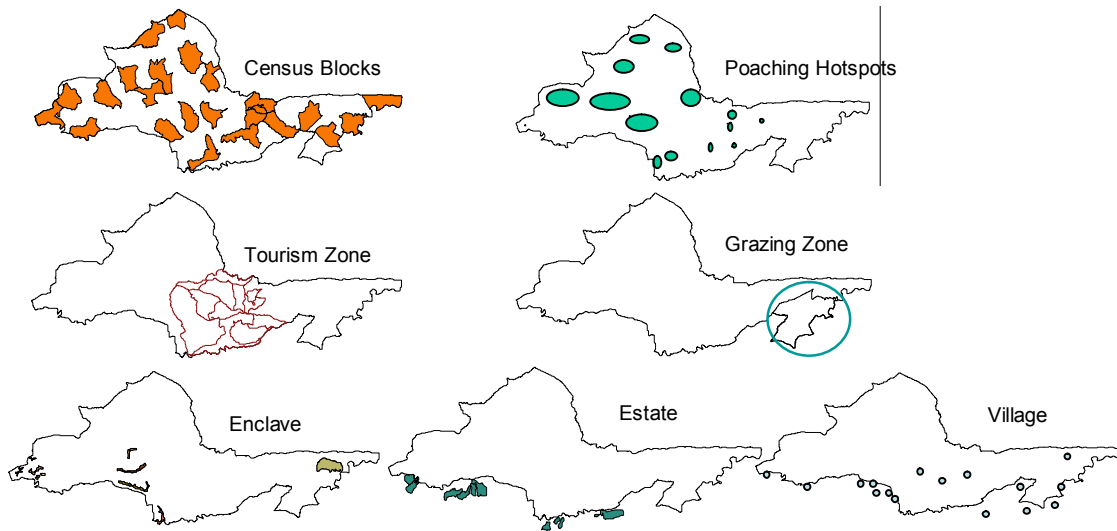 Census Blocks
Poaching Hotspots
Tourism Zone
Grazing Zone
Enclave
Estate
Village